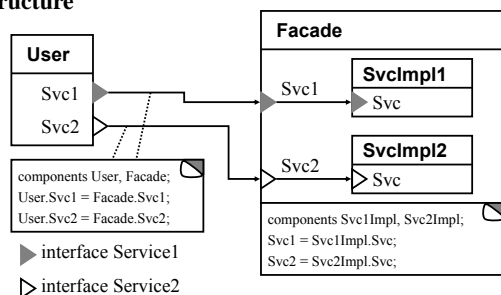 ructure
Facade
User
Svc1
Svc2
SvcImpl1
Svc1
Svc
SvcImpl2
Svc2
Svc
components User, Facade;
User.Svc1 = Facade.Svc1;
User.Svc2 = Facade.Svc2;
components Svc1Impl, Svc2Impl;
Svc1 = Svc1Impl.Svc;
Svc2 = Svc2Impl.Svc;
interface Service1
interface Service2